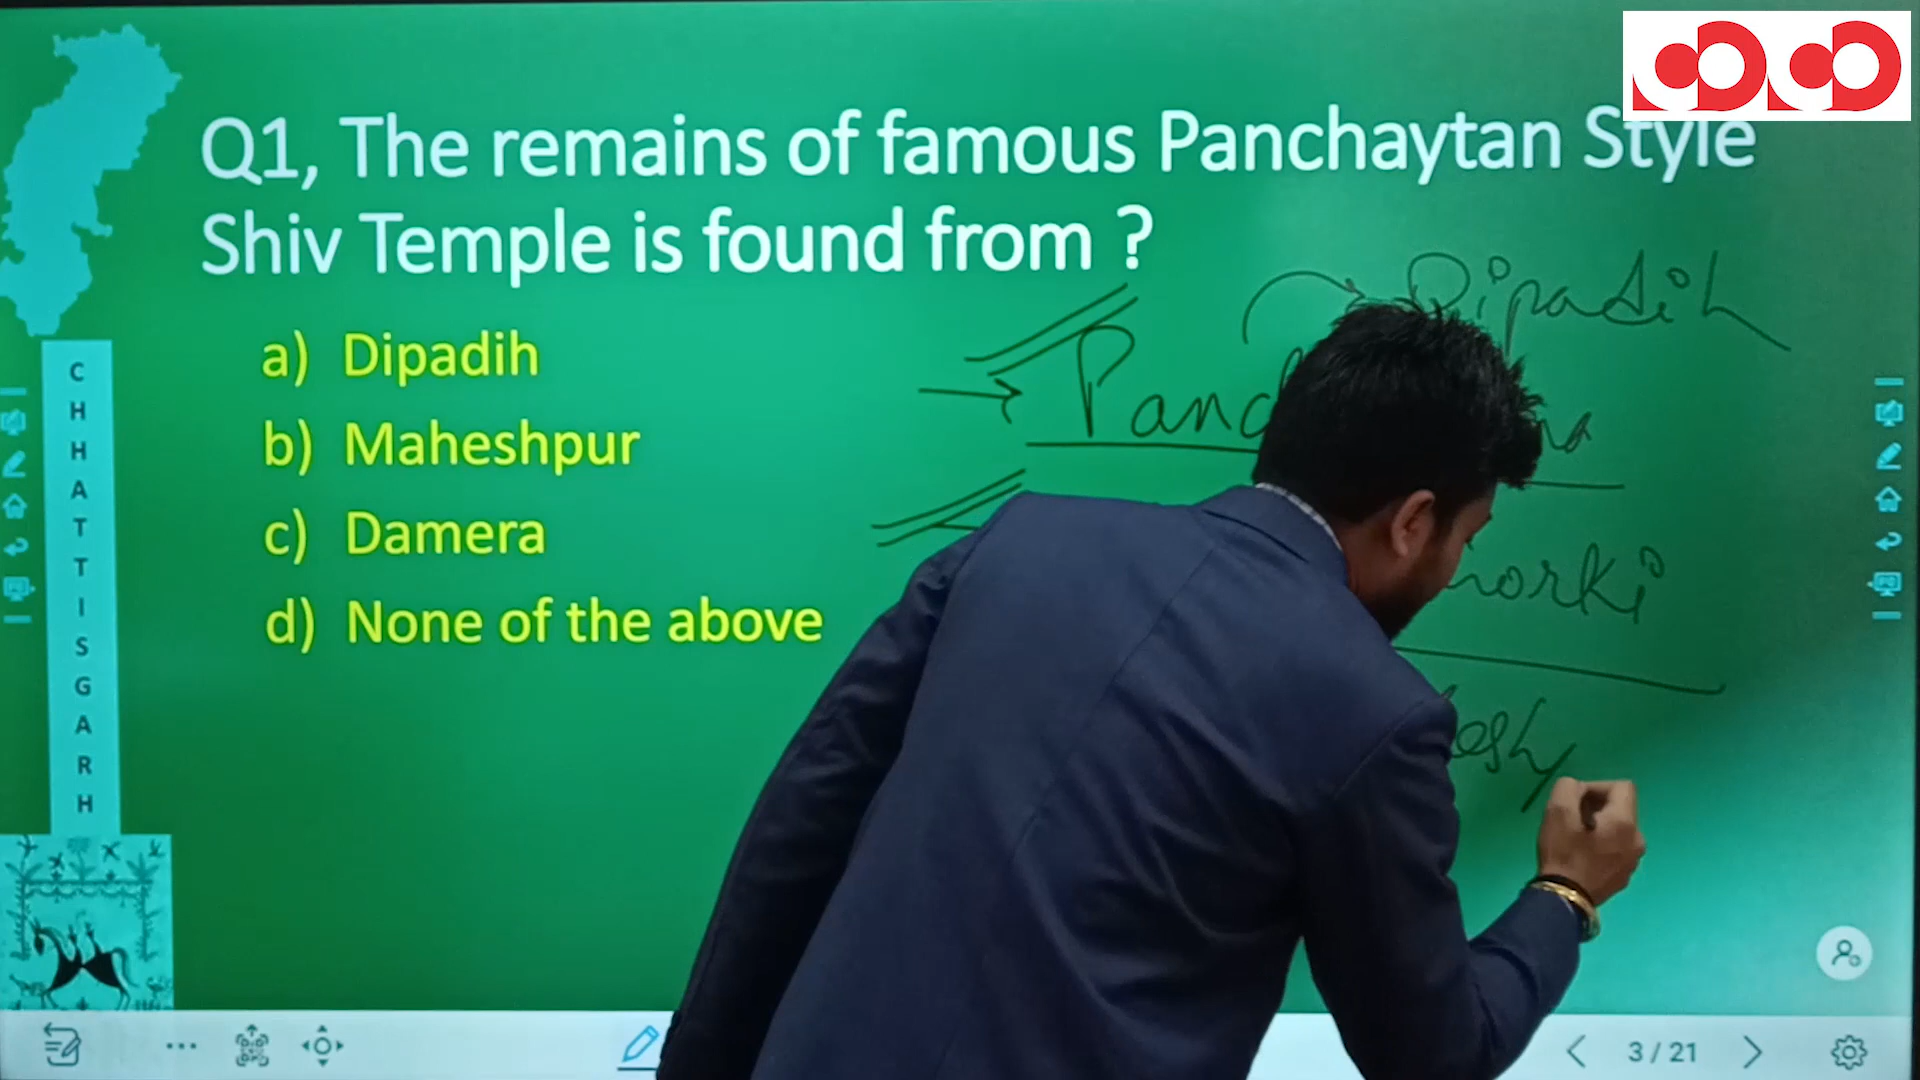 Q1, The remains of famous Panchaytan Style
Shiv Temple is found from ?
a) Dipadih
b) Maheshpur
c) Damera
d) None of the above
Dipadih
CHHATTISGARH
3 / 21